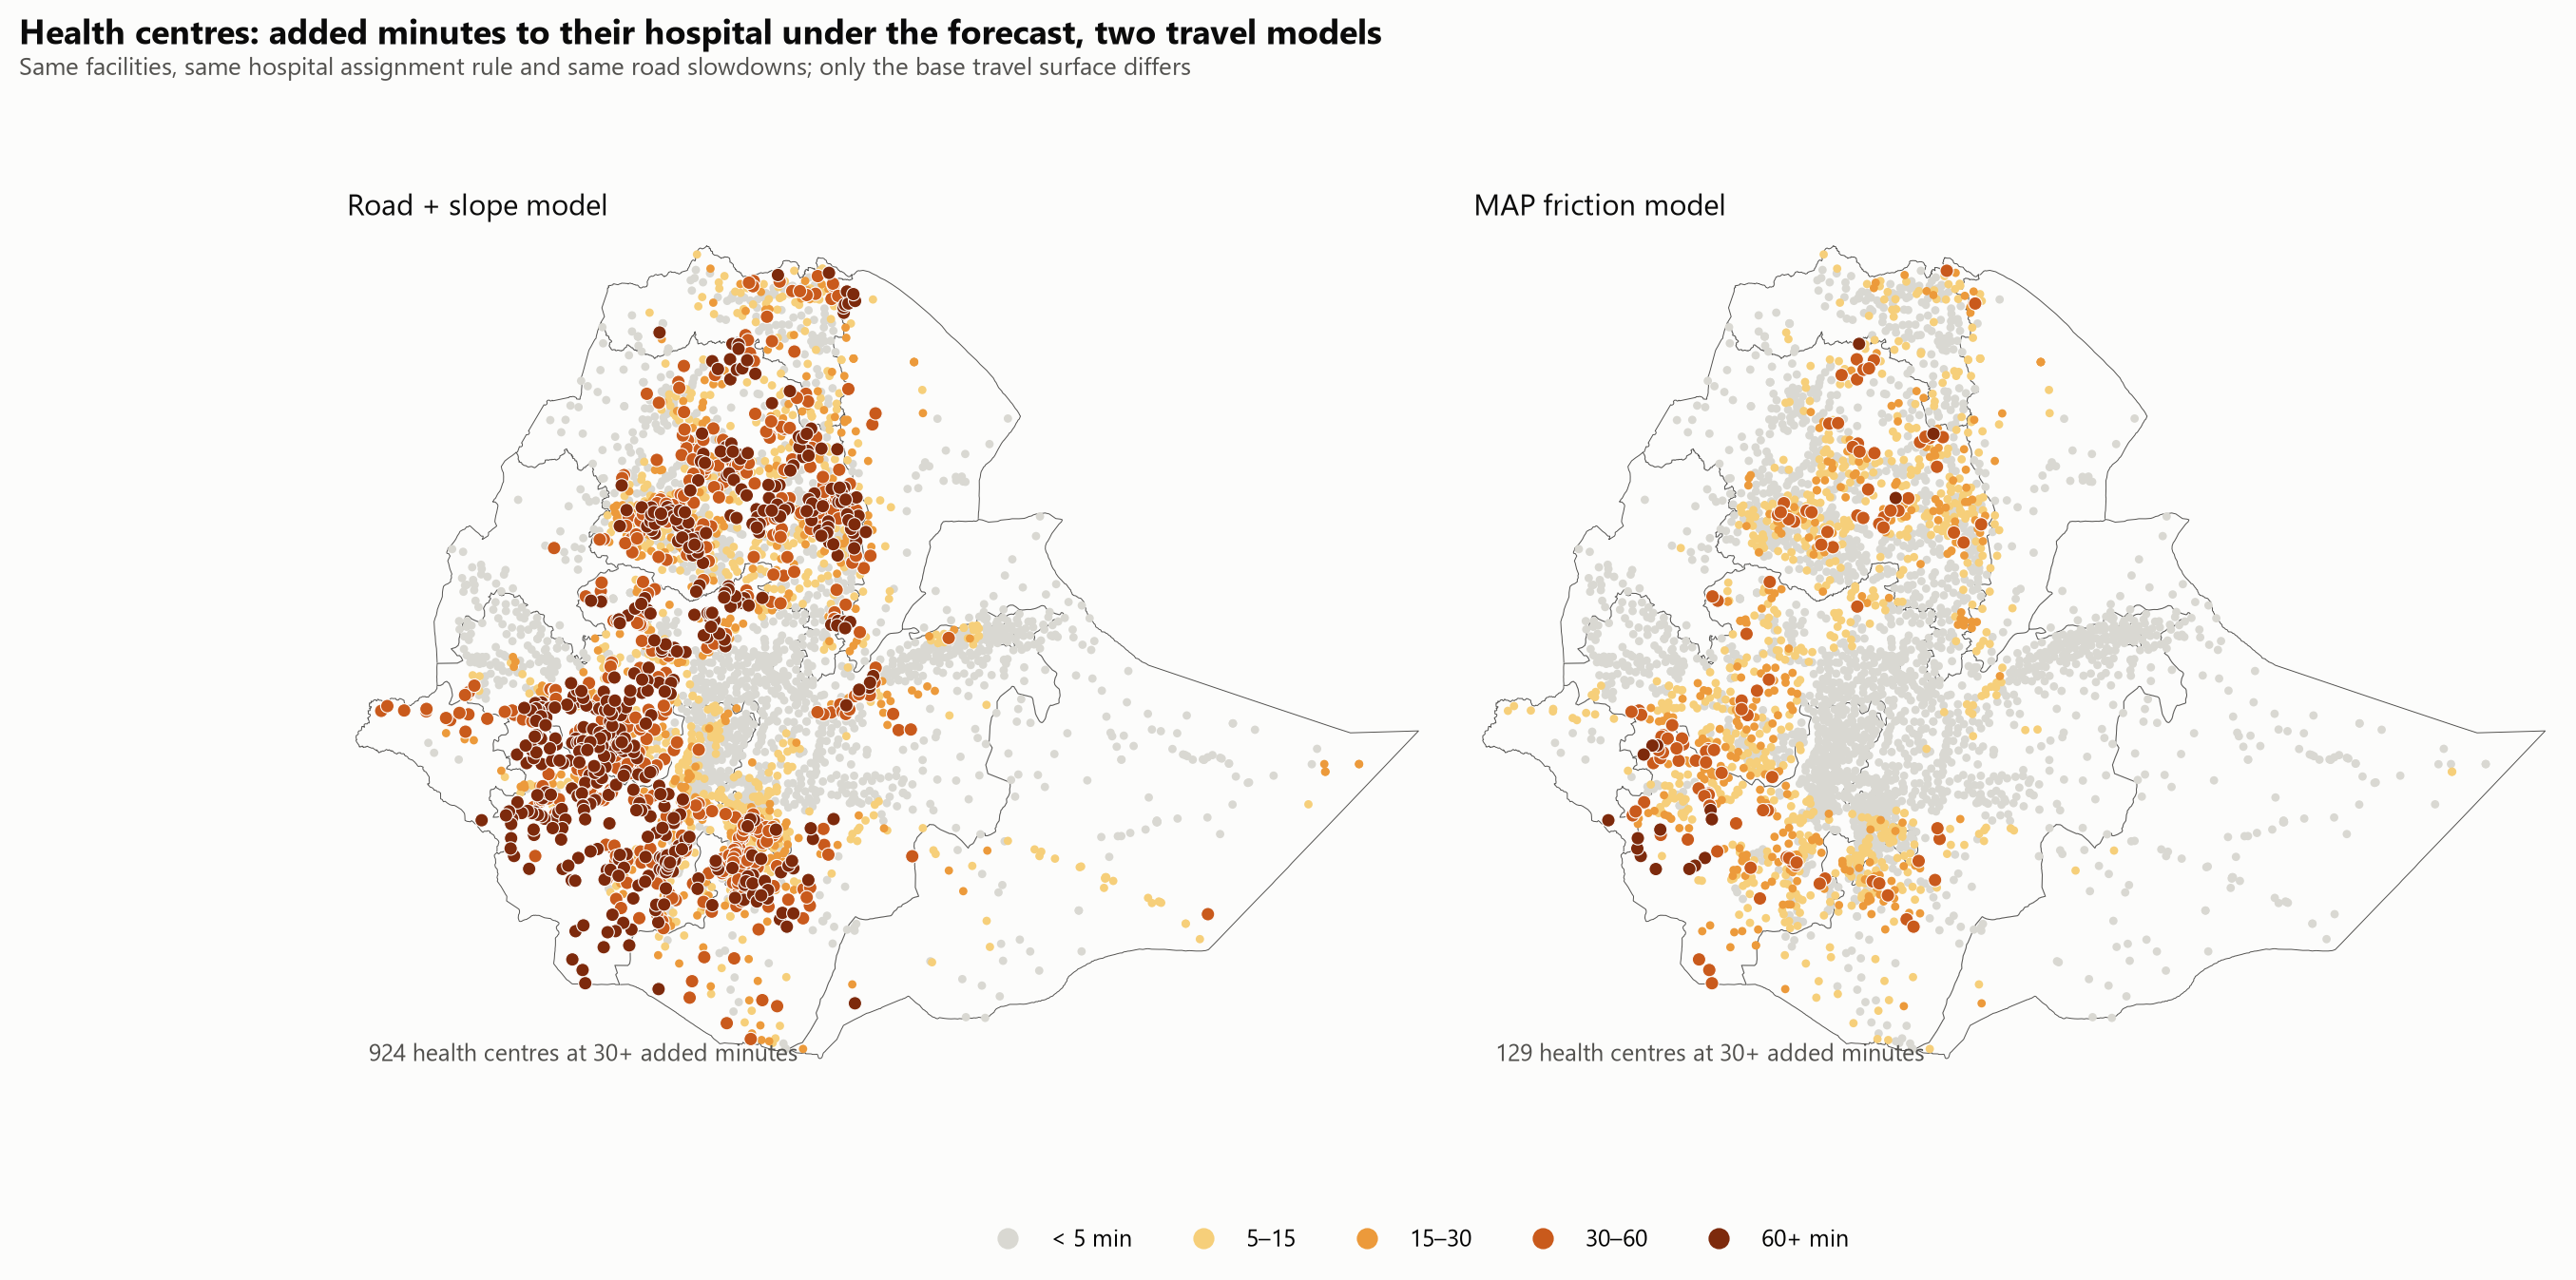 Health centres: added minutes to their hospital under the forecast, two travel models
Same facilities, same hospital assignment rule and same road slowdowns; only the base travel surface differs
Road + slope model
MAP friction model
924 health centres at 30+ added minutes
129 health centres at 30+ added minutes
< 5 min
5–15
15–30
30–60
60+ min